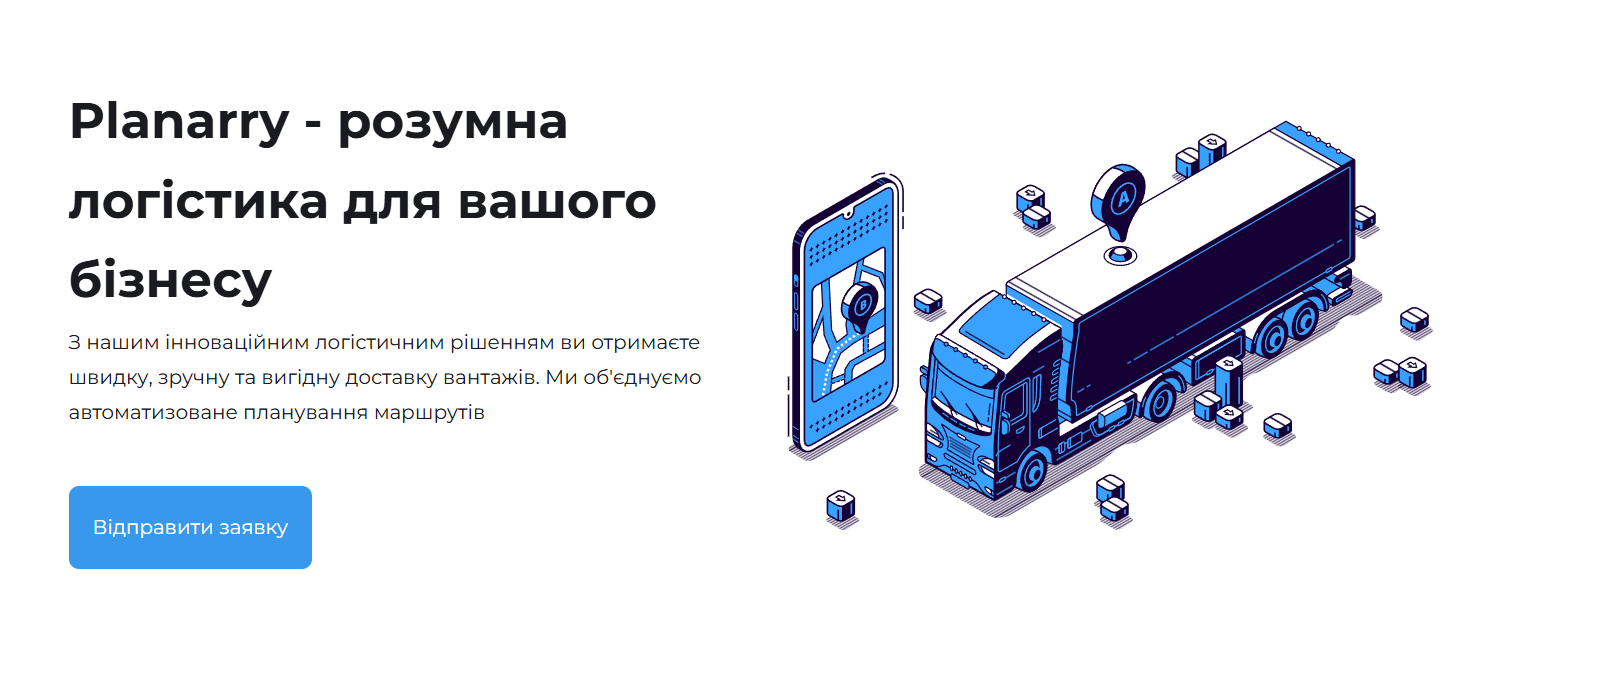 Planarry - розумна
логістика для вашого
бізнесу
З нашим інноваційним логістичним рішенням ви отримаєте
швидку, зручну та вигідну доставку вантажів. Ми об'єднуємо
автоматизоване планування маршрутів
Відправити заявку
A
B